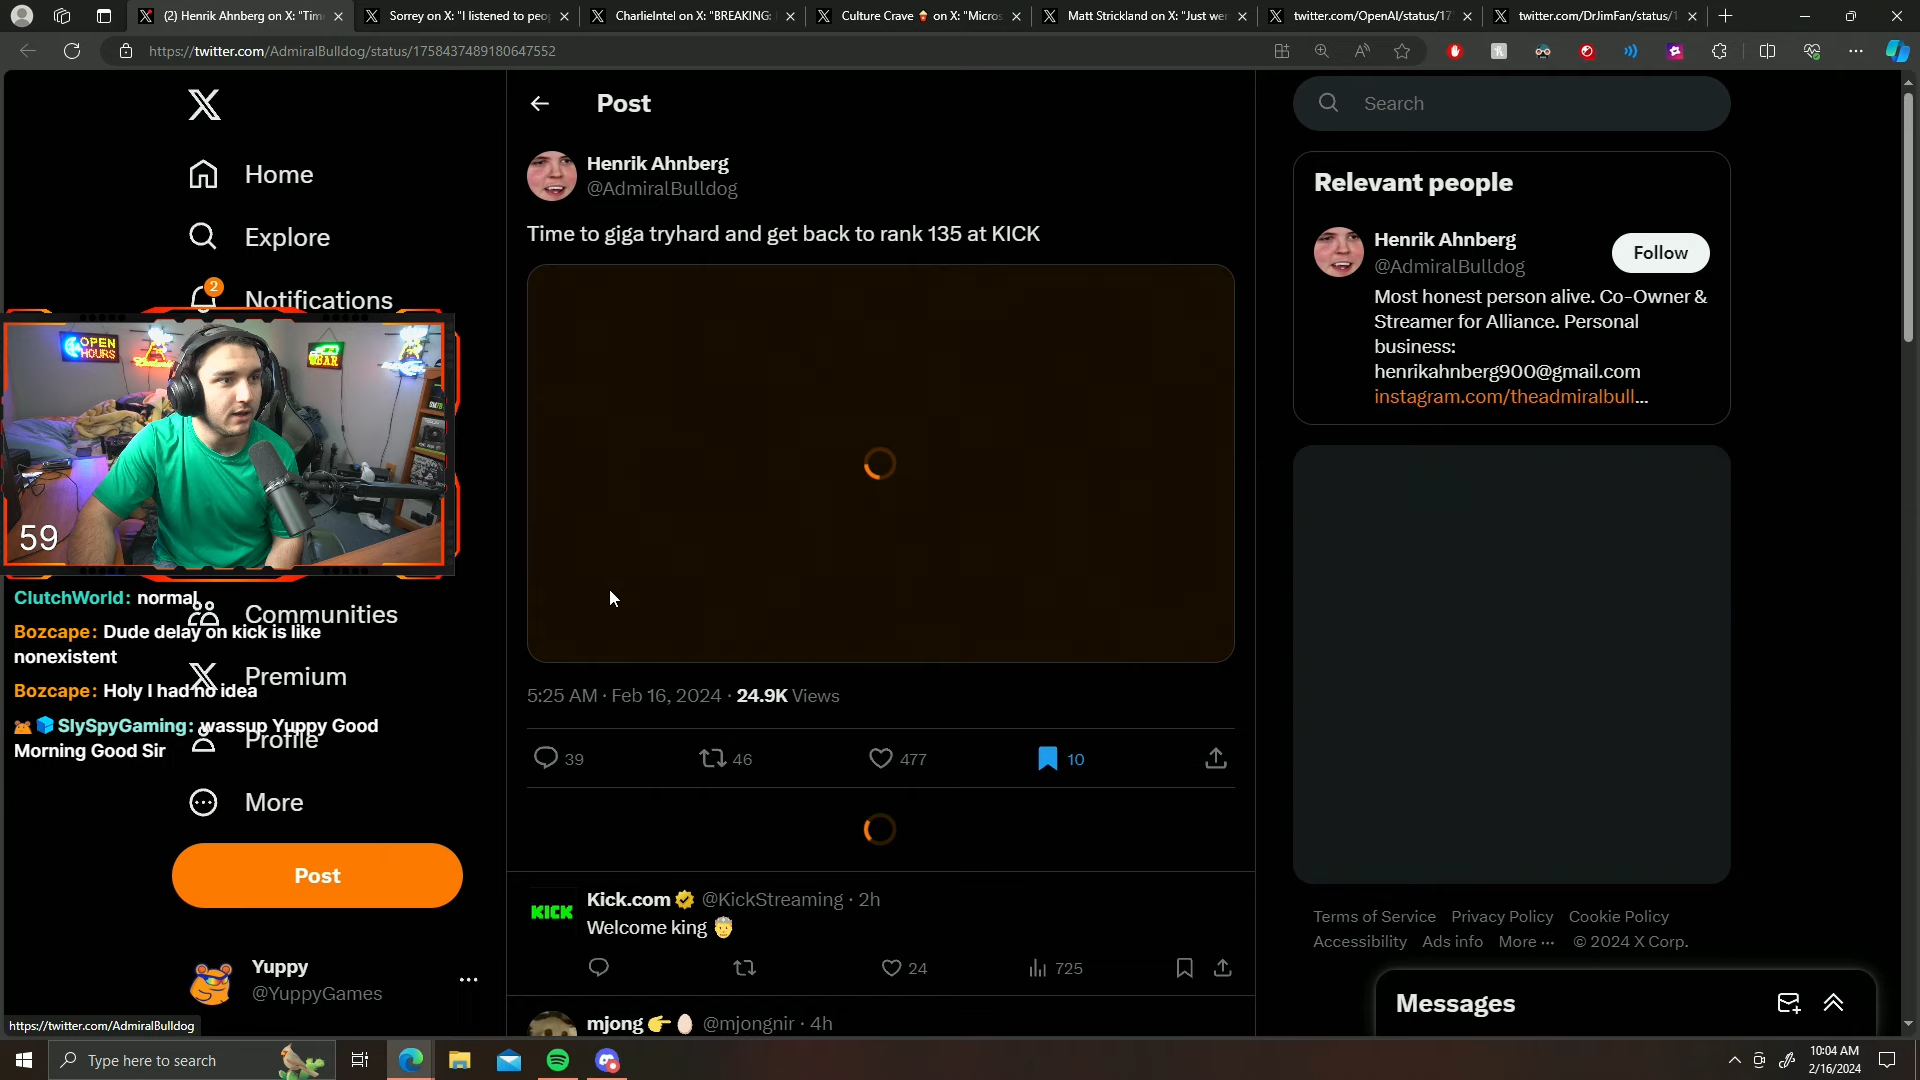 (2) Henrik Ahnberg on X: "Tim
Sorrey on X: "I listened to peo
CharlieIntel on X: "BREAKING:
Culture Crave 🍿 on X: "Micros
Matt Strickland on X: "Just wer
twitter.com/OpenAI/status/17
twitter.com/DrJimFan/status/1
https://twitter.com/AdmiralBulldog/status/1758437489180647552
Home
Explore
2
Notifications
Communities
Premium
Profile
More
Post
Yuppy
@YuppyGames
OPEN
HOURS
BAR
59
ClutchWorld: normal
Bozcape: Dude delay on kick is like
nonexistent
Bozcape: Holy I had no idea
SlySpyGaming: wassup Yuppy Good
Morning Good Sir
Post
Henrik Ahnberg
@AdmiralBulldog
Time to giga tryhard and get back to rank 135 at KICK
5:25 AM · Feb 16, 2024 · 24.9K Views
39
46
477
10
KICK
Kick.com @KickStreaming · 2h
Welcome king 🤴
24
725
mjong 👉🥚 @mjongnir · 4h
Search
Relevant people
Henrik Ahnberg
@AdmiralBulldog
Follow
Most honest person alive. Co-Owner &
Streamer for Alliance. Personal
business:
henrikahnberg900@gmail.com
instagram.com/theadmiralbull...
Terms of Service Privacy Policy Cookie Policy
Accessibility Ads info More ··· © 2024 X Corp.
Messages
https://twitter.com/AdmiralBulldog
Type here to search
10:04 AM
2/16/2024